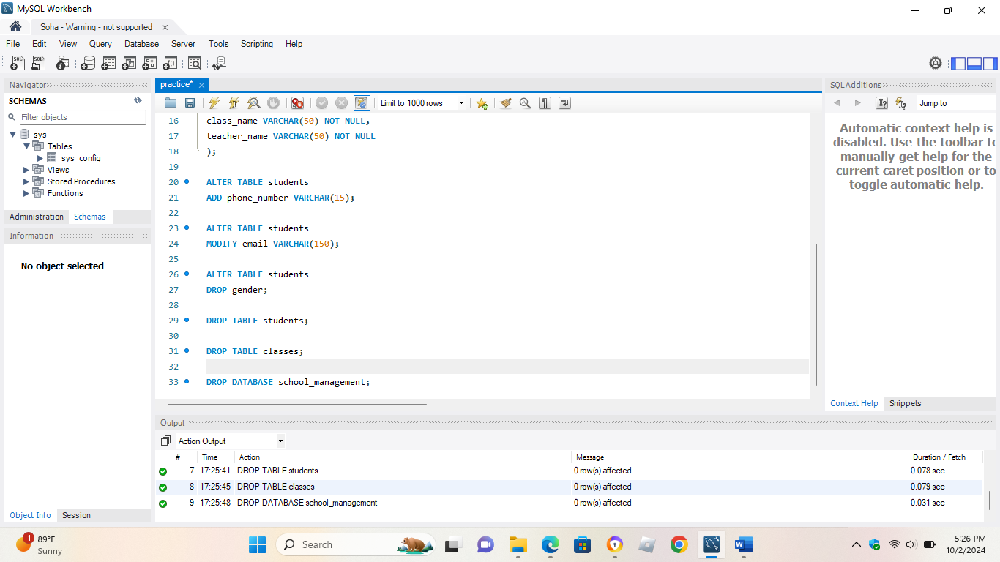 MySQL Workbench
Soha - Warning - not supported
File Edit View Query Database Server Tools Scripting Help
Navigator
SCHEMAS
Filter objects
sys
Tables
sys_config
Views
Stored Procedures
Functions
Administration Schemas
Information
No object selected
Object Info Session
practice*
Limit to 1000 rows
16 class_name VARCHAR(50) NOT NULL,
17 teacher_name VARCHAR(50) NOT NULL
18 );
19
20 ALTER TABLE students
21 ADD phone_number VARCHAR(15);
22
23 ALTER TABLE students
24 MODIFY email VARCHAR(150);
25
26 ALTER TABLE students
27 DROP gender;
28
29 DROP TABLE students;
30
31 DROP TABLE classes;
32
33 DROP DATABASE school_management;
SQLAdditions
Jump to
Automatic context help is
disabled. Use the toolbar to
manually get help for the
current caret position or to
toggle automatic help.
Context Help Snippets
Output
Action Output
# Time Action Message Duration / Fetch
7 17:25:41 DROP TABLE students 0 row(s) affected 0.078 sec
8 17:25:45 DROP TABLE classes 0 row(s) affected 0.079 sec
9 17:25:48 DROP DATABASE school_management 0 row(s) affected 0.031 sec
1
89°F
Sunny
Search
5:26 PM
10/2/2024